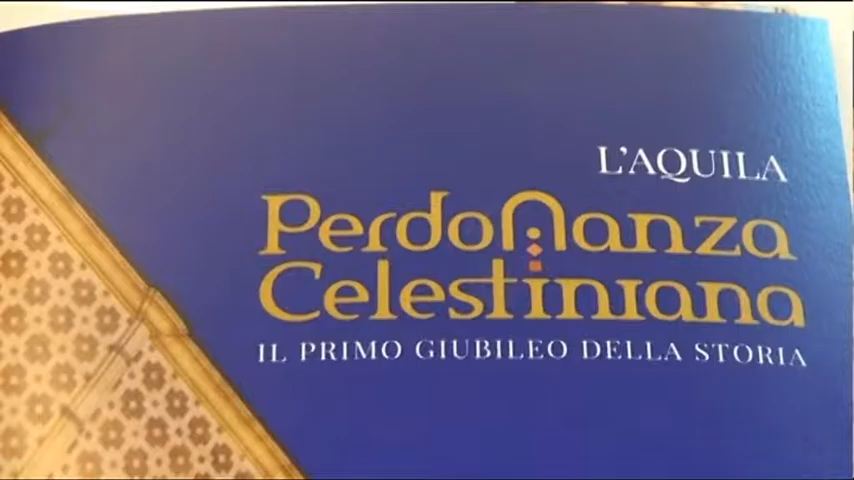 L'AQUILA
Perdonanza
Celestiniana
IL PRIMO GIUBILEO DELLA STORIA